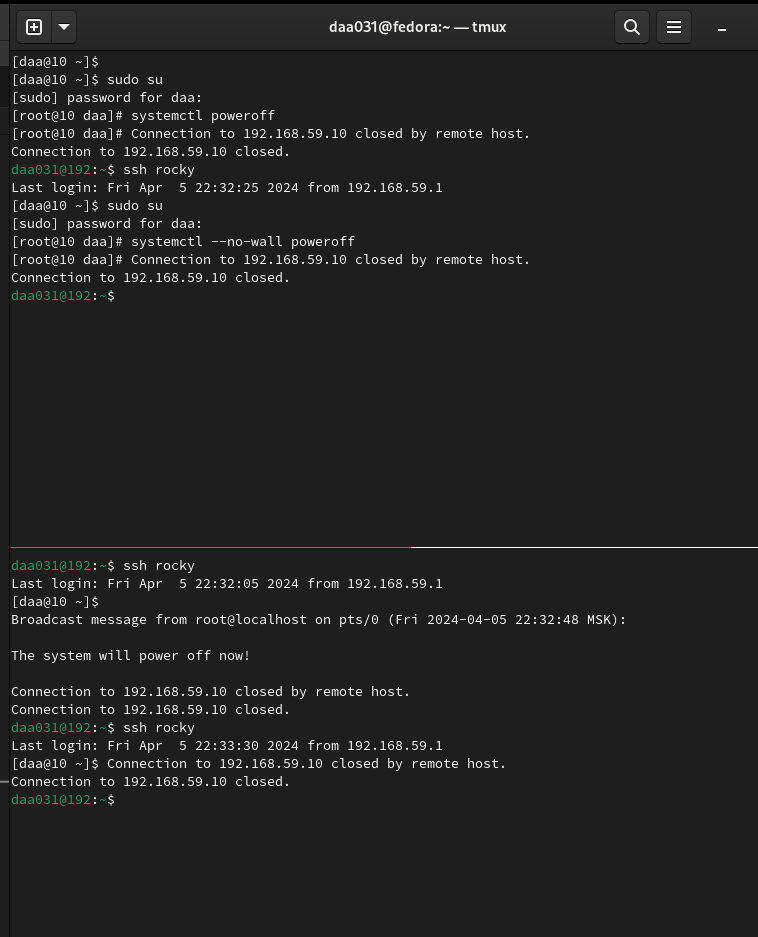 daa031@fedora:~ — tmux
[daa@10 ~]$
[daa@10 ~]$ sudo su
[sudo] password for daa:
[root@10 daa]# systemctl poweroff
[root@10 daa]# Connection to 192.168.59.10 closed by remote host.
Connection to 192.168.59.10 closed.
daa031@192:~$ ssh rocky
Last login: Fri Apr  5 22:32:25 2024 from 192.168.59.1
[daa@10 ~]$ sudo su
[sudo] password for daa:
[root@10 daa]# systemctl --no-wall poweroff
[root@10 daa]# Connection to 192.168.59.10 closed by remote host.
Connection to 192.168.59.10 closed.
daa031@192:~$
daa031@192:~$ ssh rocky
Last login: Fri Apr  5 22:32:05 2024 from 192.168.59.1
[daa@10 ~]$
Broadcast message from root@localhost on pts/0 (Fri 2024-04-05 22:32:48 MSK):
The system will power off now!
Connection to 192.168.59.10 closed by remote host.
Connection to 192.168.59.10 closed.
daa031@192:~$ ssh rocky
Last login: Fri Apr  5 22:33:30 2024 from 192.168.59.1
[daa@10 ~]$ Connection to 192.168.59.10 closed by remote host.
Connection to 192.168.59.10 closed.
daa031@192:~$